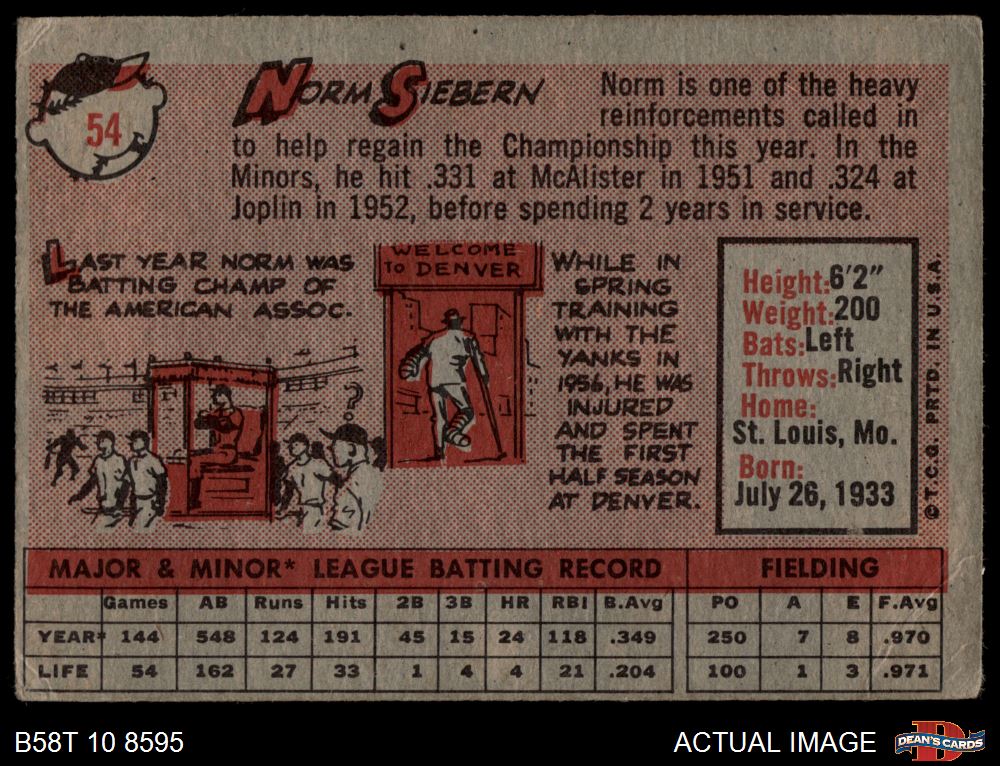 54
NORM SIEBERN
Norm is one of the heavy
reinforcements called in
to help regain the Championship this year. In the
Minors, he hit .331 at McAlister in 1951 and .324 at
Joplin in 1952, before spending 2 years in service.
LAST YEAR NORM WAS
BATTING CHAMP OF
THE AMERICAN ASSOC.
?
WELCOME
TO DENVER
WHILE IN
SPRING
TRAINING
WITH THE
YANKS IN
1956, HE WAS
INJURED
AND SPENT
THE FIRST
HALF SEASON
AT DENVER.
Height: 6'2"
Weight: 200
Bats: Left
Throws: Right
Home:
St. Louis, Mo.
Born:
July 26, 1933
©T.C.G. PRTD. IN U.S.A.
MAJOR & MINOR* LEAGUE BATTING RECORD FIELDING
Games AB Runs Hits 2B 3B HR RBI B.Avg PO A E F.Avg
YEAR* 144 548 124 191 45 15 24 118 .349 250 7 8 .970
LIFE 54 162 27 33 1 4 4 21 .204 100 1 3 .971
B58T 10 8595
ACTUAL IMAGE
DEAN'S CARDS